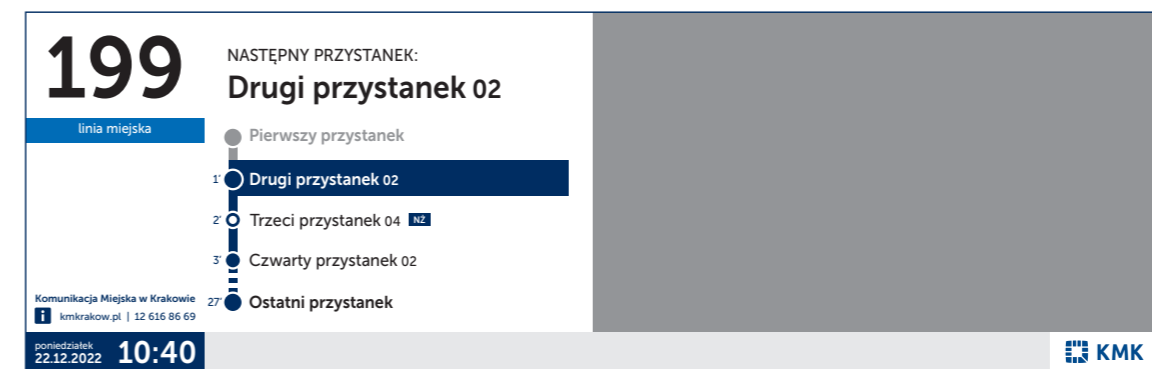 199
linia miejska
NASTĘPNY PRZYSTANEK:
Drugi przystanek 02
Pierwszy przystanek
1' Drugi przystanek 02
2' Trzeci przystanek 04 NŻ
3' Czwarty przystanek 02
27' Ostatni przystanek
Komunikacja Miejska w Krakowie
i kmkrakow.pl | 12 616 86 69
poniedziałek
22.12.2022 10:40
KMK